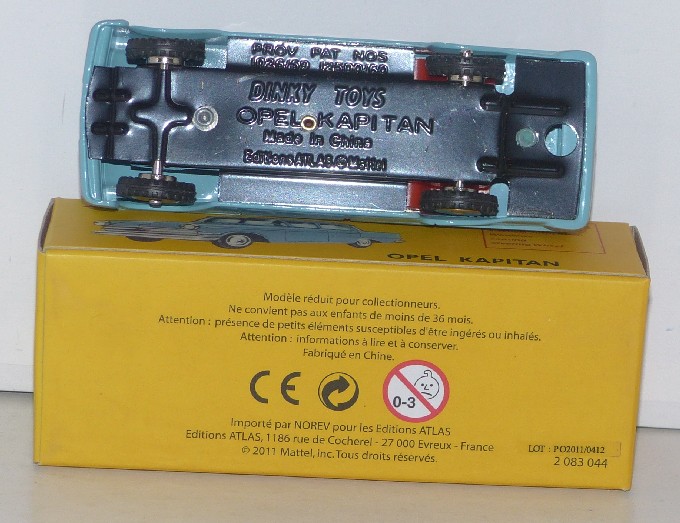 PROV PAT NOS
DINKY TOYS
OPEL KAPITAN
Made in China
Editions ATLAS © Mattel
OPEL KAPITAN
Modèle réduit pour collectionneurs.
Ne convient pas aux enfants de moins de 36 mois.
Attention : présence de petits éléments susceptibles d'être ingérés ou inhalés.
Attention : informations à lire et à conserver.
Fabriqué en Chine.
CE
0-3
Importé par NOREV pour les Editions ATLAS
Editions ATLAS, 1186 rue de Cocherel - 27 000 Evreux - France
© 2011 Mattel, inc. Tous droits réservés.
LOT : PO2011/0412
2 083 044